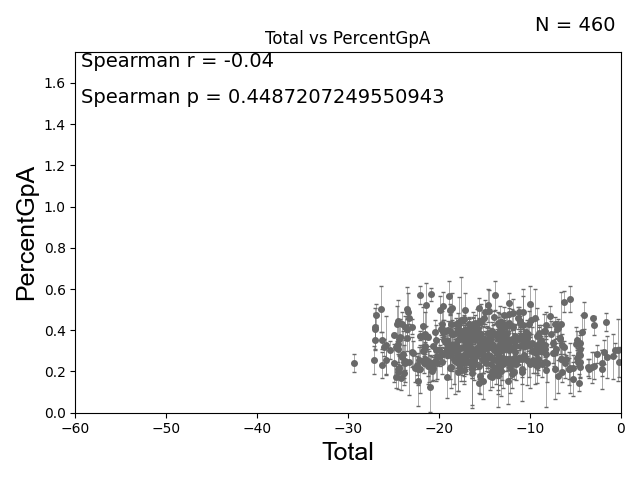 N = 460
Total vs PercentGpA
Spearman r = -0.04
Spearman p = 0.4487207249550943
1.6
1.4
1.2
1.0
0.8
0.6
0.4
0.2
0.0
PercentGpA
−60 −50 −40 −30 −20 −10 0
Total